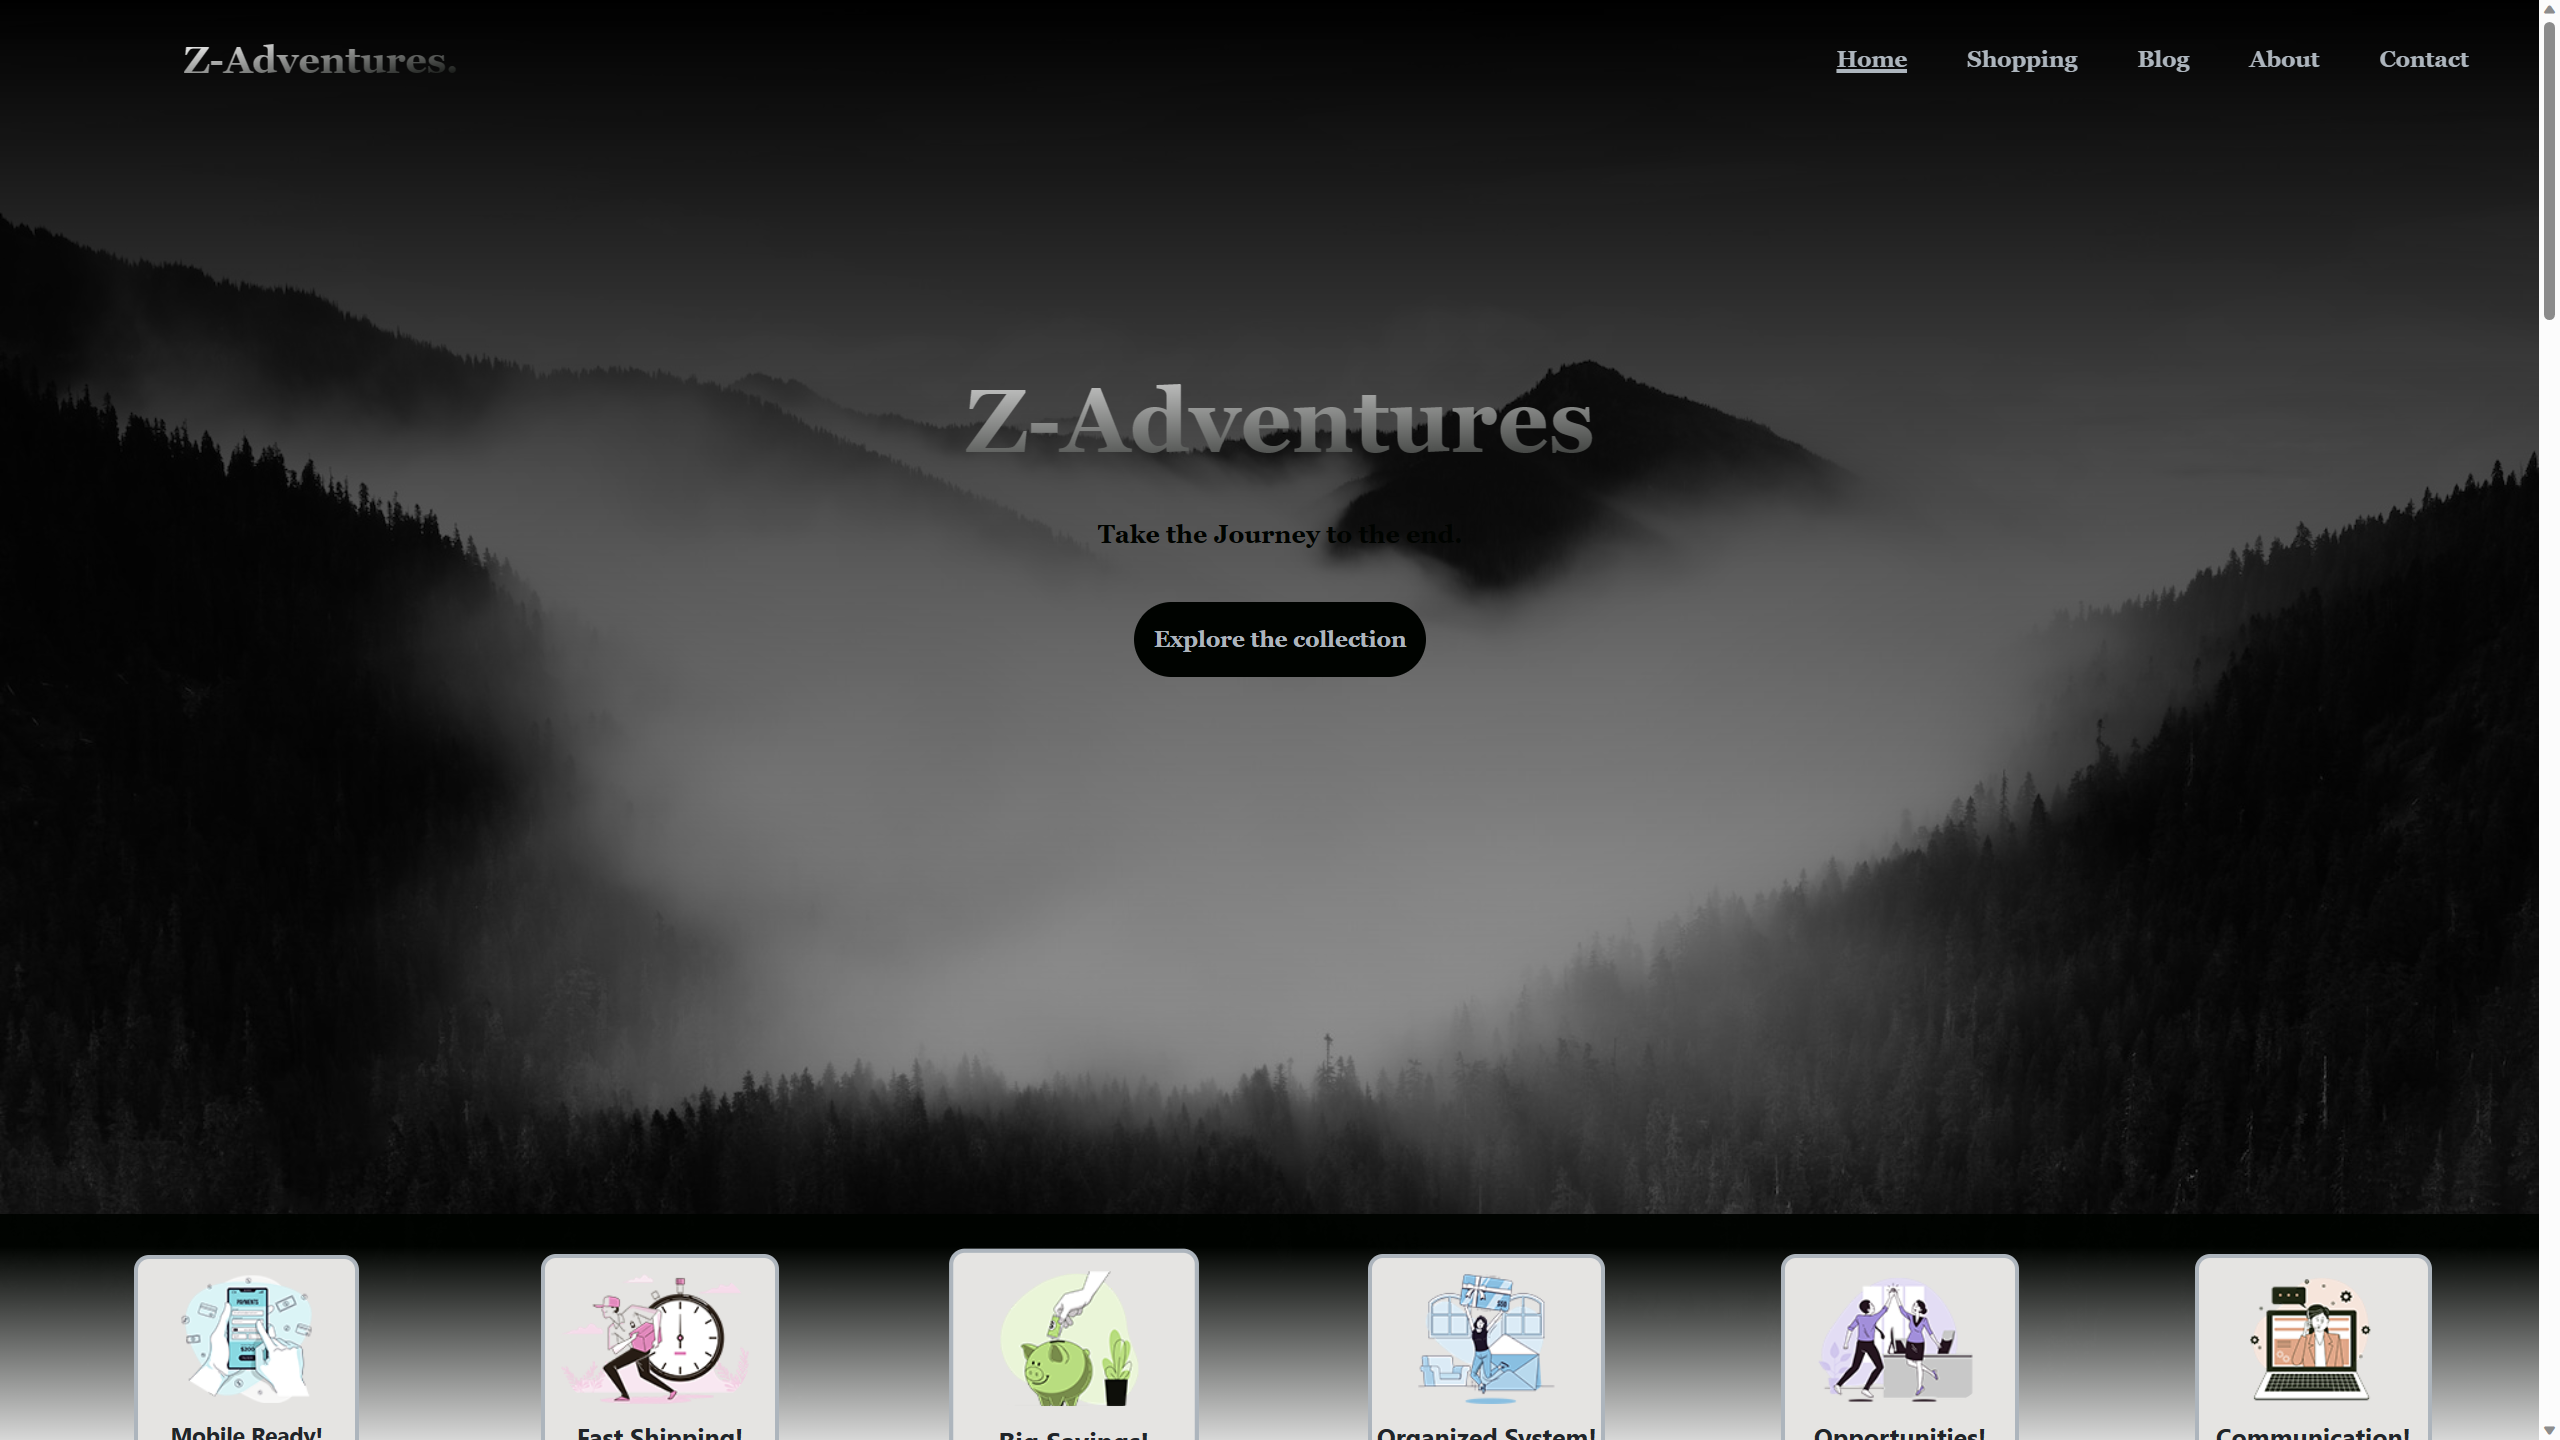 Z-Adventures.
Home Shopping Blog About Contact
Z-Adventures
Take the Journey to the end.
Explore the collection
PAYMENTS
Mobile Ready!
Fast Shipping!
Big Savings!
Organized System!
Opportunities!
Communication!